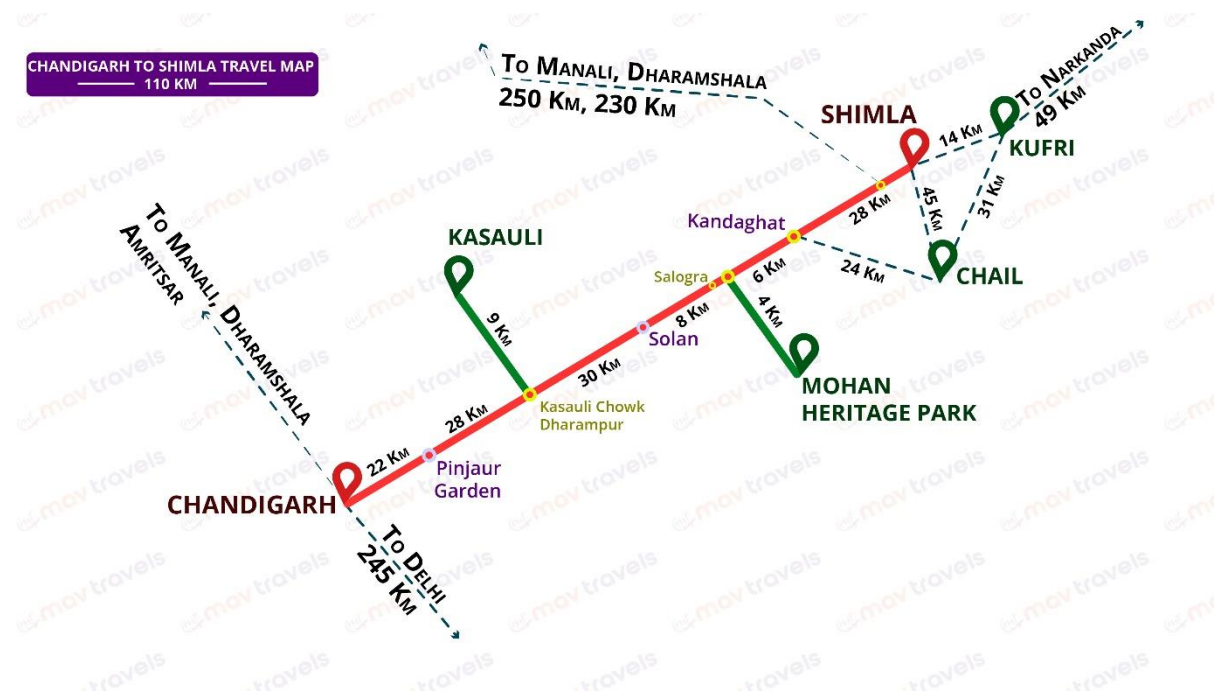 CHANDIGARH TO SHIMLA TRAVEL MAP
110 KM
To Manali, Dharamshala
250 Km, 230 Km
To Narkanda
49 Km
SHIMLA
14 Km
KUFRI
28 Km
45 Km
31 Km
Kandaghat
24 Km
CHAIL
6 Km
Salogra
4 Km
8 Km
Solan
MOHAN
HERITAGE PARK
KASAULI
9 Km
30 Km
Kasauli Chowk
Dharampur
28 Km
To Manali, Dharamshala
Amritsar
22 Km
Pinjaur
Garden
CHANDIGARH
To Delhi
245 Km
mav travels